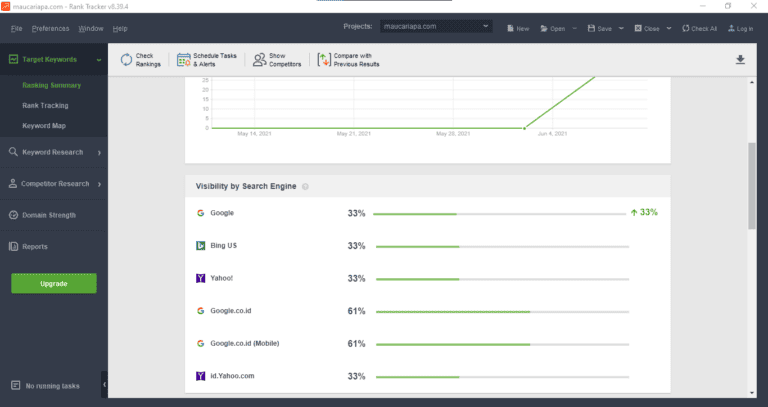 maucariapa.com - Rank Tracker v8.38.4
File Preferences Window Help
Projects: maucariapa.com
New Open Save Close Check All Log in
Target Keywords
Ranking Summary
Rank Tracking
Keyword Map
Keyword Research
Competitor Research
Domain Strength
Reports
Upgrade
No running tasks
Check
Rankings
Schedule Tasks
& Alerts
Show
Competitors
Compare with
Previous Results
25
20
15
10
5
0
May 14, 2021 May 21, 2021 May 28, 2021 Jun 4, 2021
Visibility by Search Engine
Google 33% 33%
Bing US 33%
Yahoo! 33%
Google.co.id 61%
Google.co.id (Mobile) 61%
id.Yahoo.com 33%